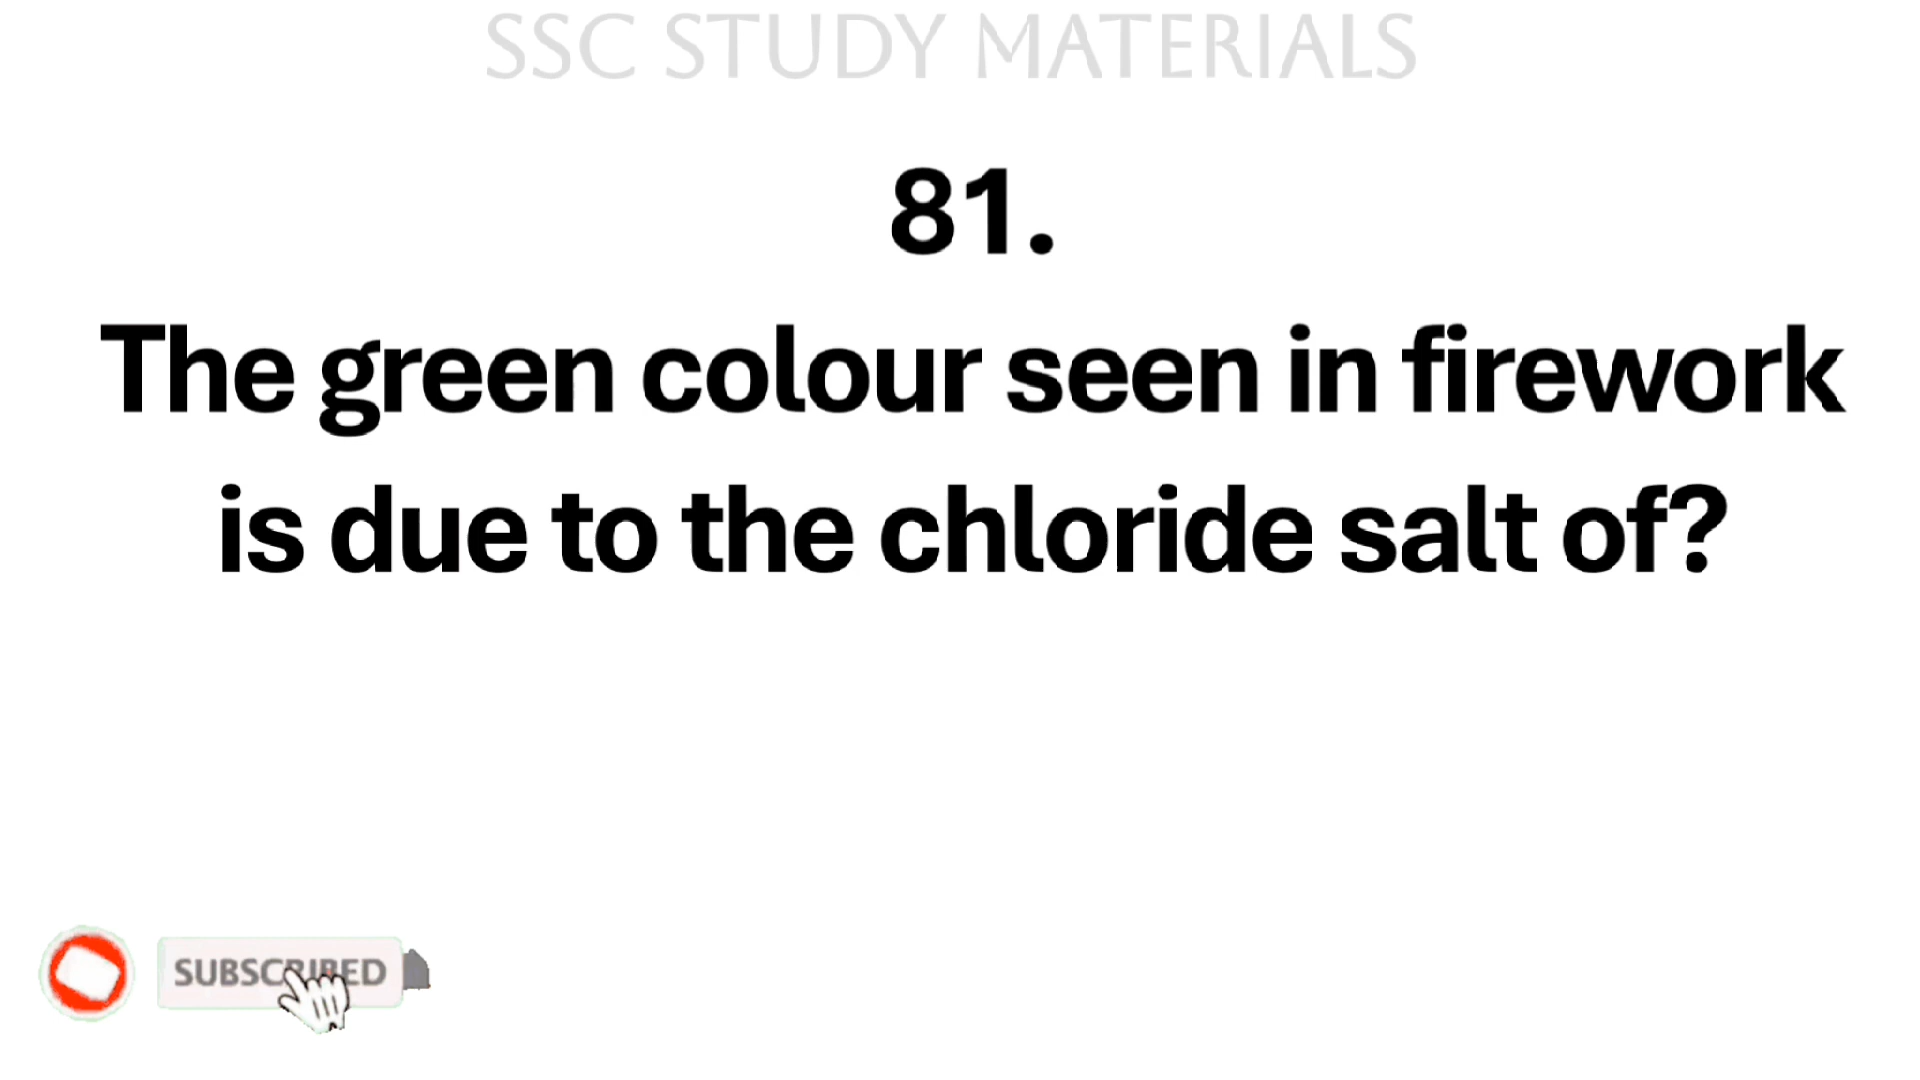 SSC STUDY MATERIALS
81.
The green colour seen in firework
is due to the chloride salt of?
SUBSCRIBED